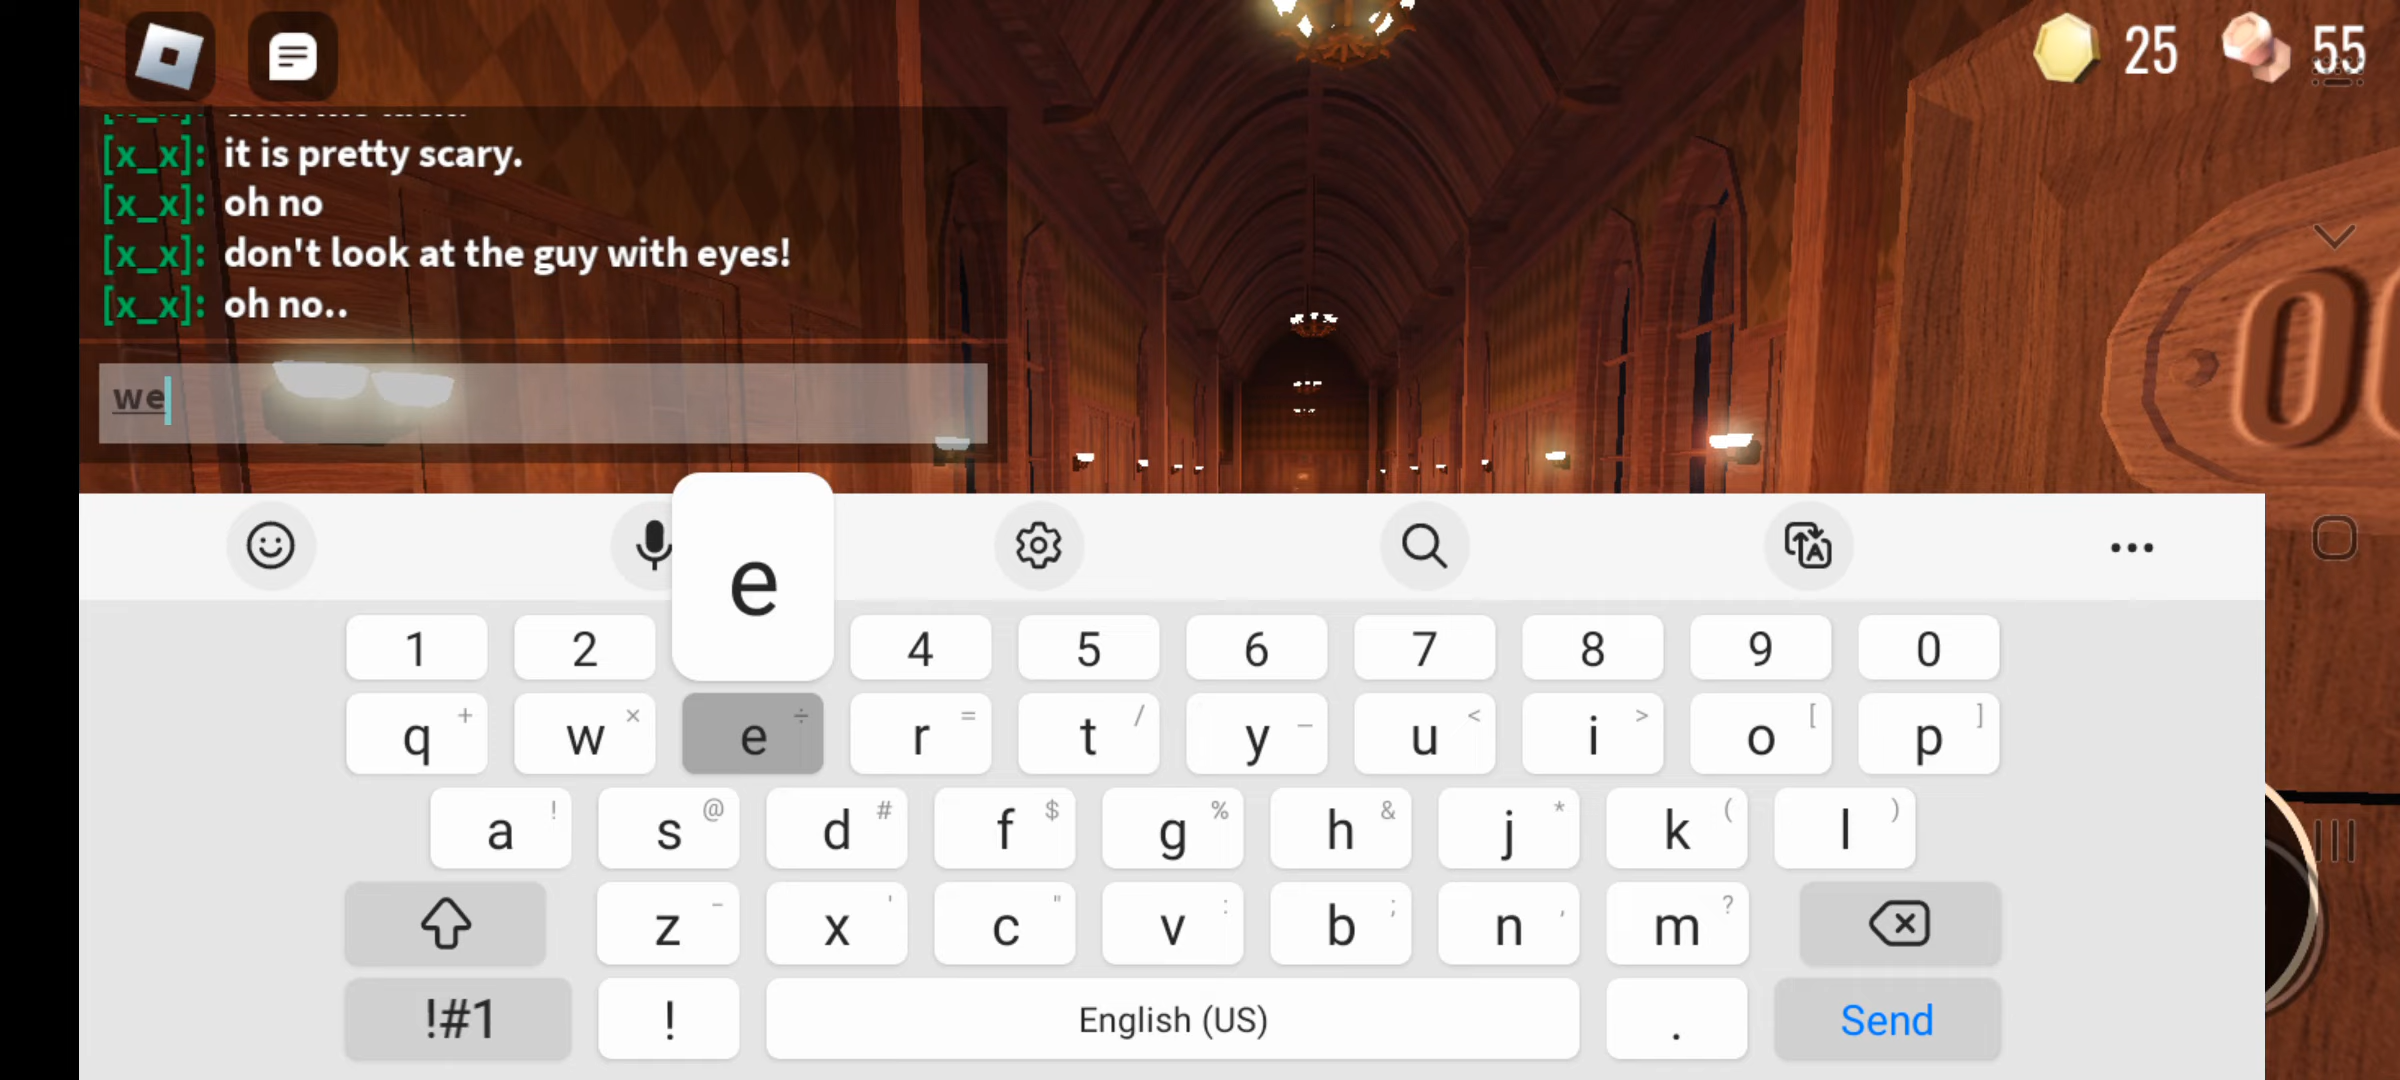 25 55
[x_x]: it is pretty scary.
[x_x]: oh no
[x_x]: don't look at the guy with eyes!
[x_x]: oh no..
we
e
1 2 4 5 6 7 8 9 0
q + w × e ÷ r = t / y _ u < i > o [ p ]
a ! s @ d # f $ g % h & j * k ( l )
z - x ' c " v : b ; n , m ?
!#1 ! English (US) . Send